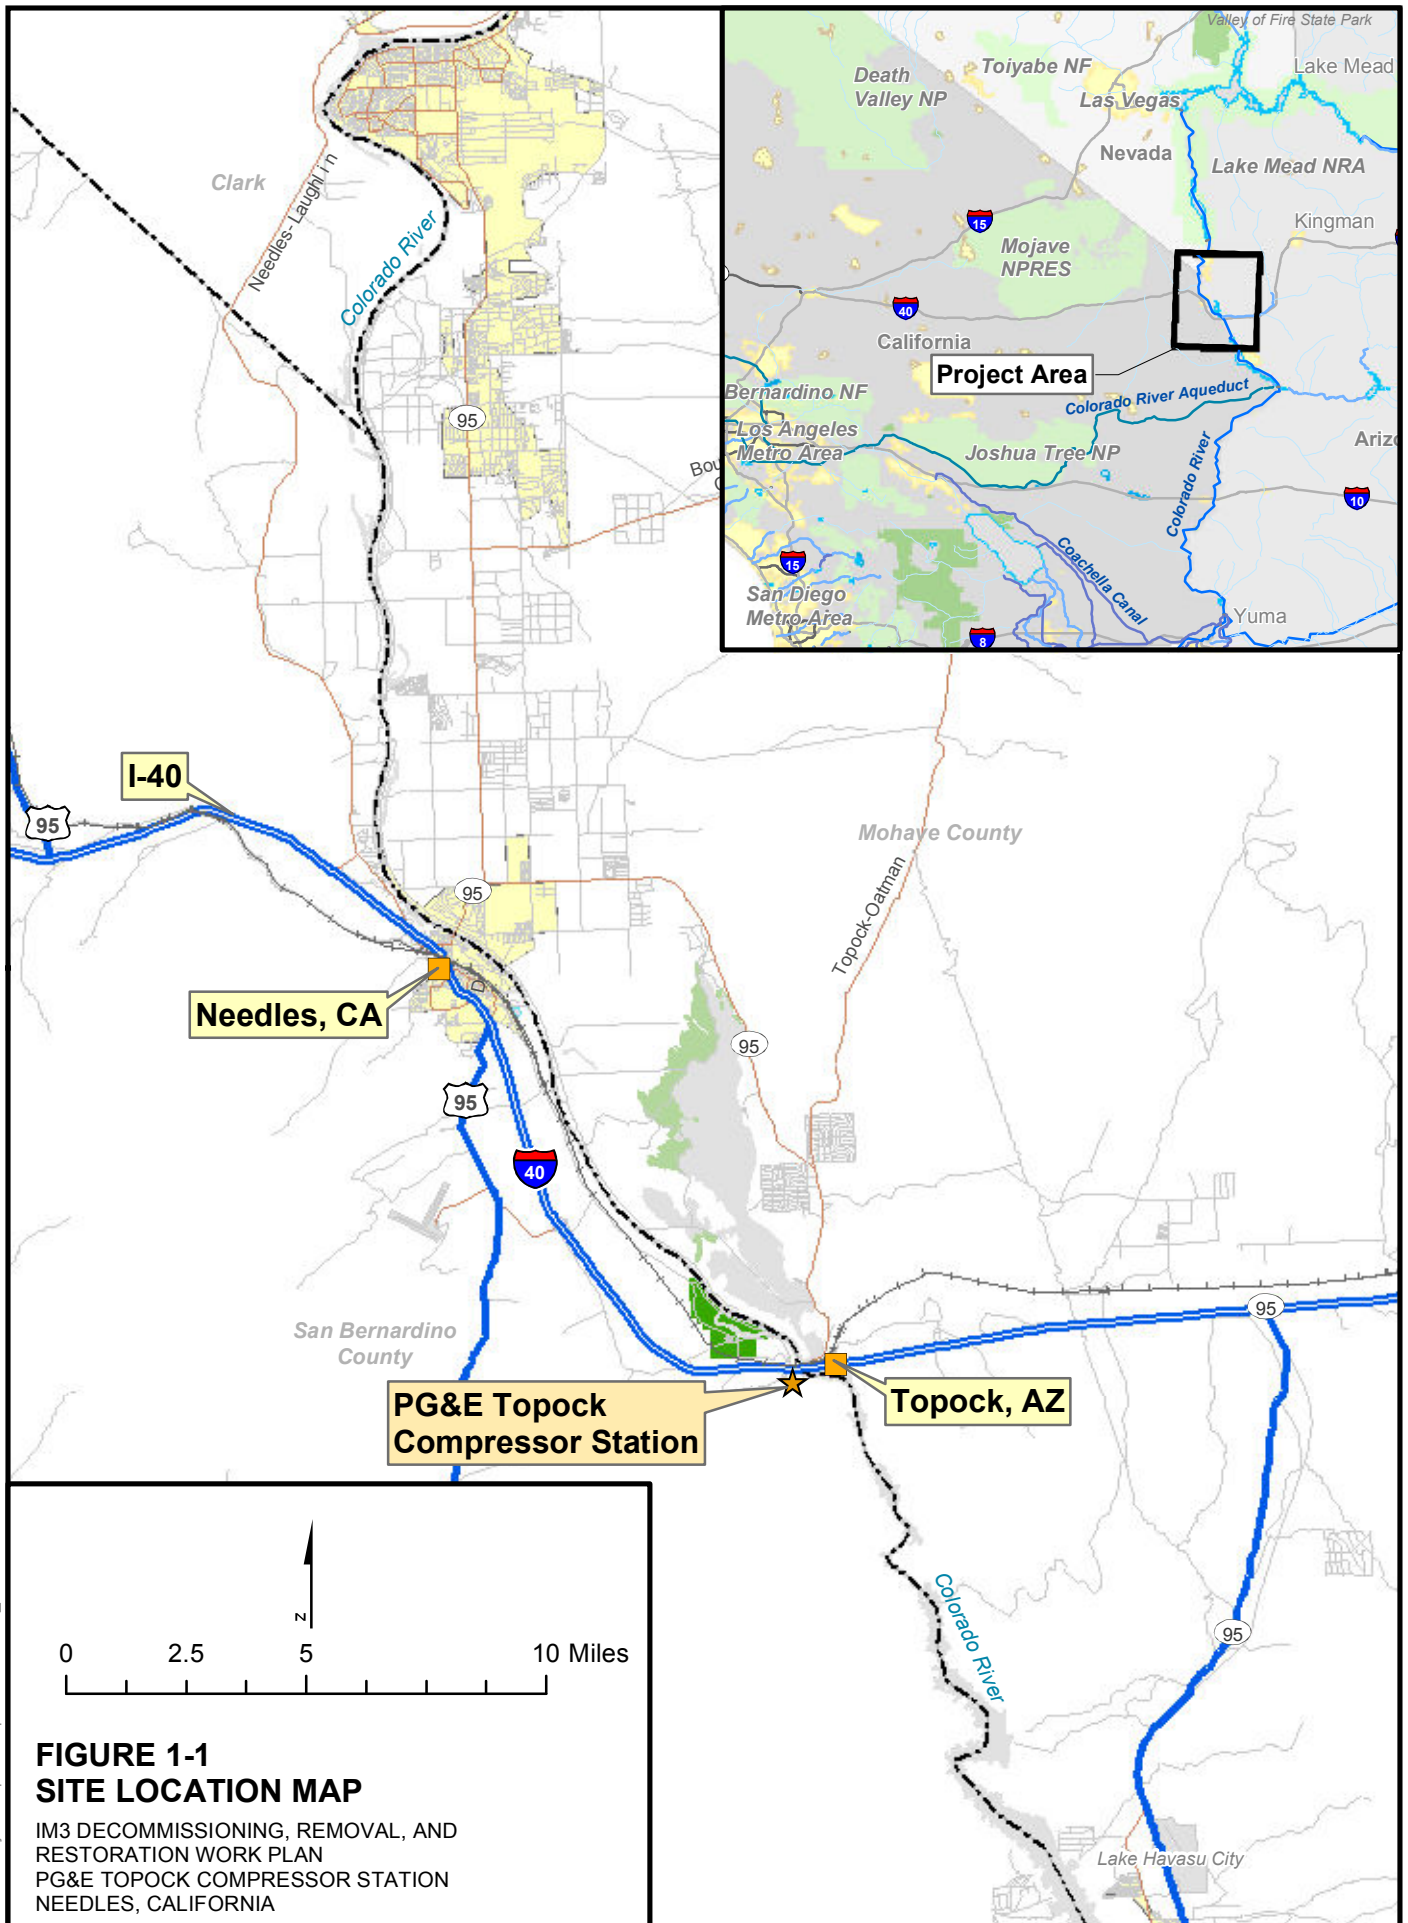 Valley of Fire State Park
Lake Mead
Toiyabe NF
Death
Valley NP
Las Vegas
Nevada
Lake Mead NRA
Kingman
15
Mojave
NPRES
40
California
Project Area
Colorado River Aqueduct
Bernardino NF
Los Angeles
Metro Area
Joshua Tree NP
Colorado River
10
15
Coachella Canal
San Diego
Metro Area
Yuma
8
Clark
Needles-Laughlin
Colorado River
95
I-40
95
Mohave County
95
Topock-Oatman
Needles, CA
95
95
40
San Bernardino
County
95
PG&E Topock
Compressor Station
Topock, AZ
Colorado River
95
Lake Havasu City
N
0 2.5 5 10 Miles
FIGURE 1-1
SITE LOCATION MAP
IM3 DECOMMISSIONING, REMOVAL, AND
RESTORATION WORK PLAN
PG&E TOPOCK COMPRESSOR STATION
NEEDLES, CALIFORNIA